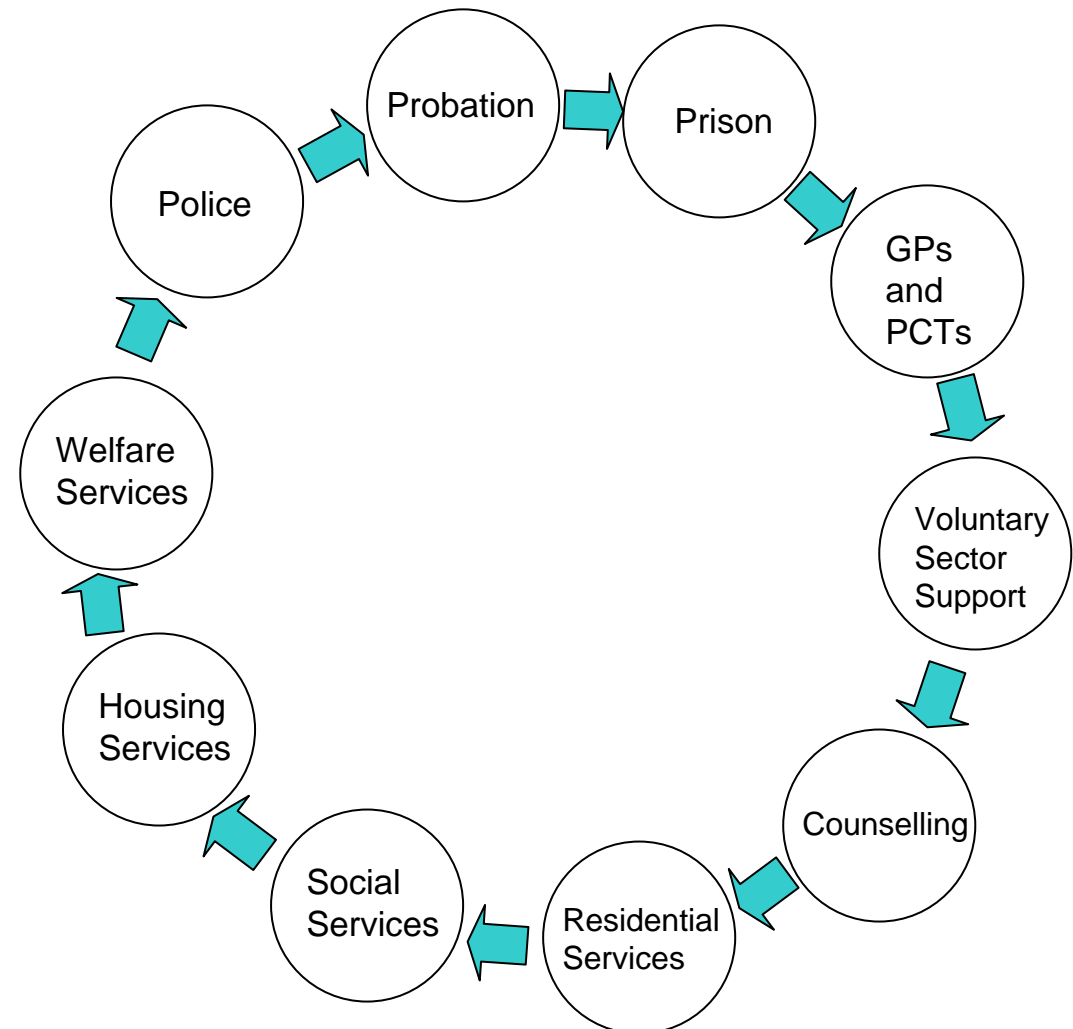 Probation
Prison
Police
GPs
and
PCTs
Welfare
Services
Voluntary
Sector
Support
Housing
Services
Counselling
Social
Services
Residential
Services